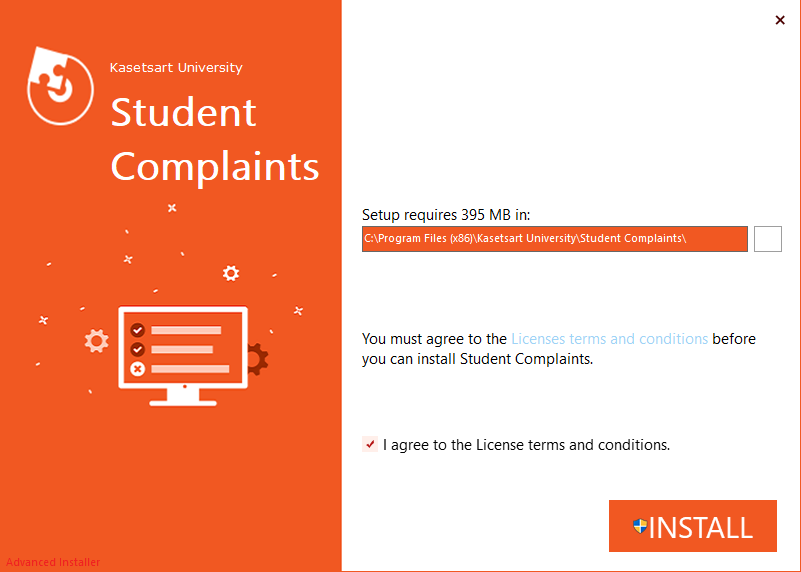 Kasetsart University
Student
Complaints
Setup requires 395 MB in:
C:\Program Files (x86)\Kasetsart University\Student Complaints\
You must agree to the Licenses terms and conditions before
you can install Student Complaints.
I agree to the License terms and conditions.
INSTALL
Advanced Installer